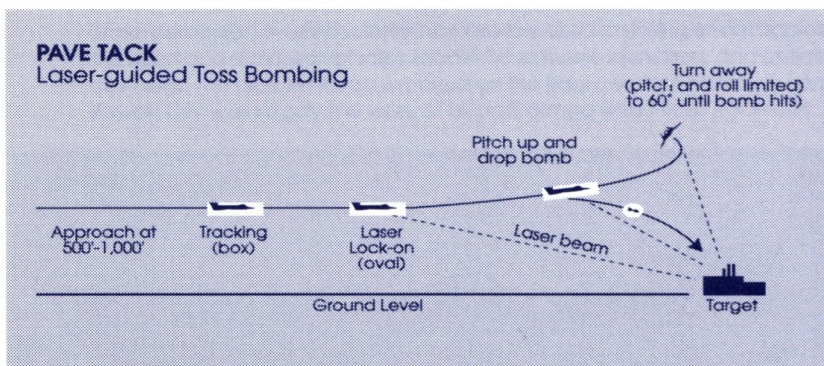 PAVE TACK
Laser-guided Toss Bombing
Turn away
(pitch and roll limited)
to 60° until bomb hits)
Pitch up and
drop bomb
Approach at
500'-1,000'
Tracking
(box)
Laser
Lock-on
(oval)
Laser beam
Ground Level
Target